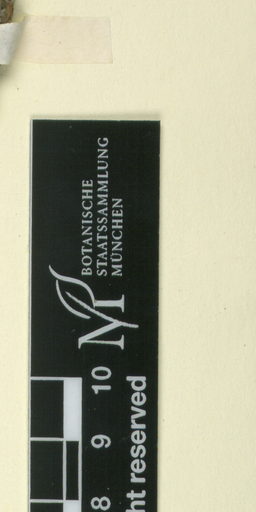 BOTANISCHE
STAATSSAMMLUNG
MÜNCHEN
M
8 9 10
ht reserved